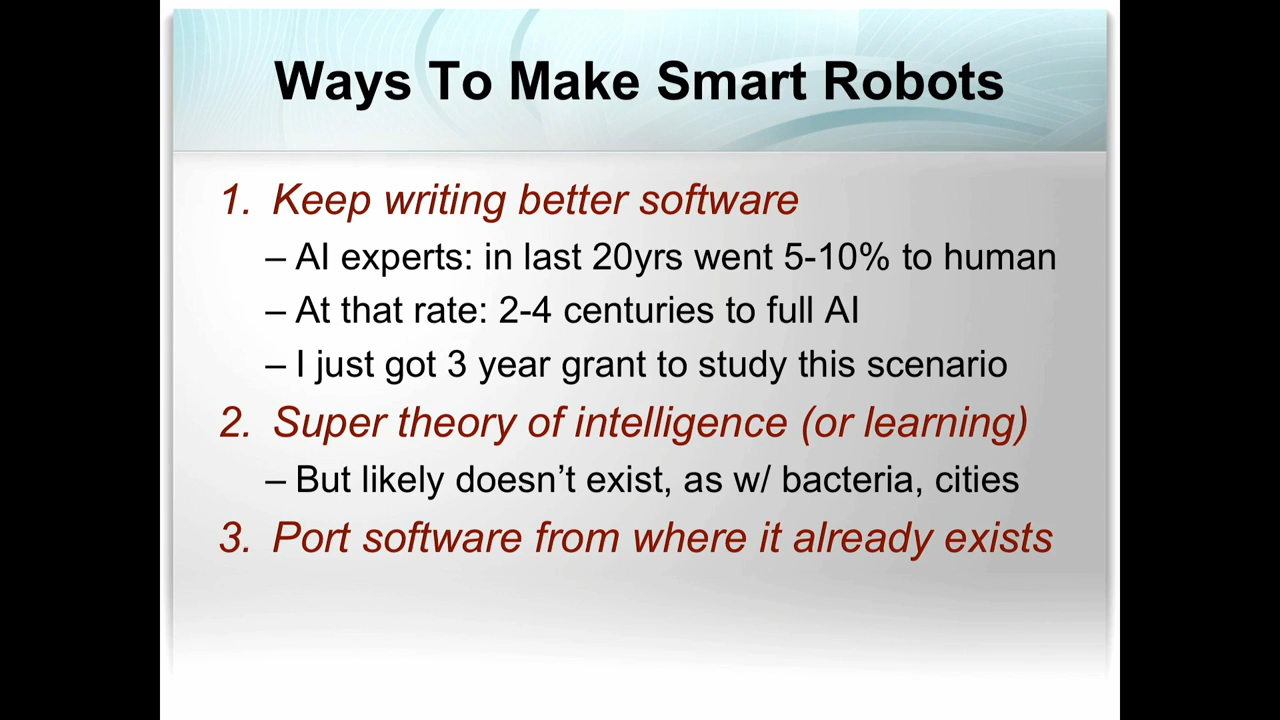 Ways To Make Smart Robots
1. Keep writing better software
– AI experts: in last 20yrs went 5-10% to human
– At that rate: 2-4 centuries to full AI
– I just got 3 year grant to study this scenario
2. Super theory of intelligence (or learning)
– But likely doesn’t exist, as w/ bacteria, cities
3. Port software from where it already exists